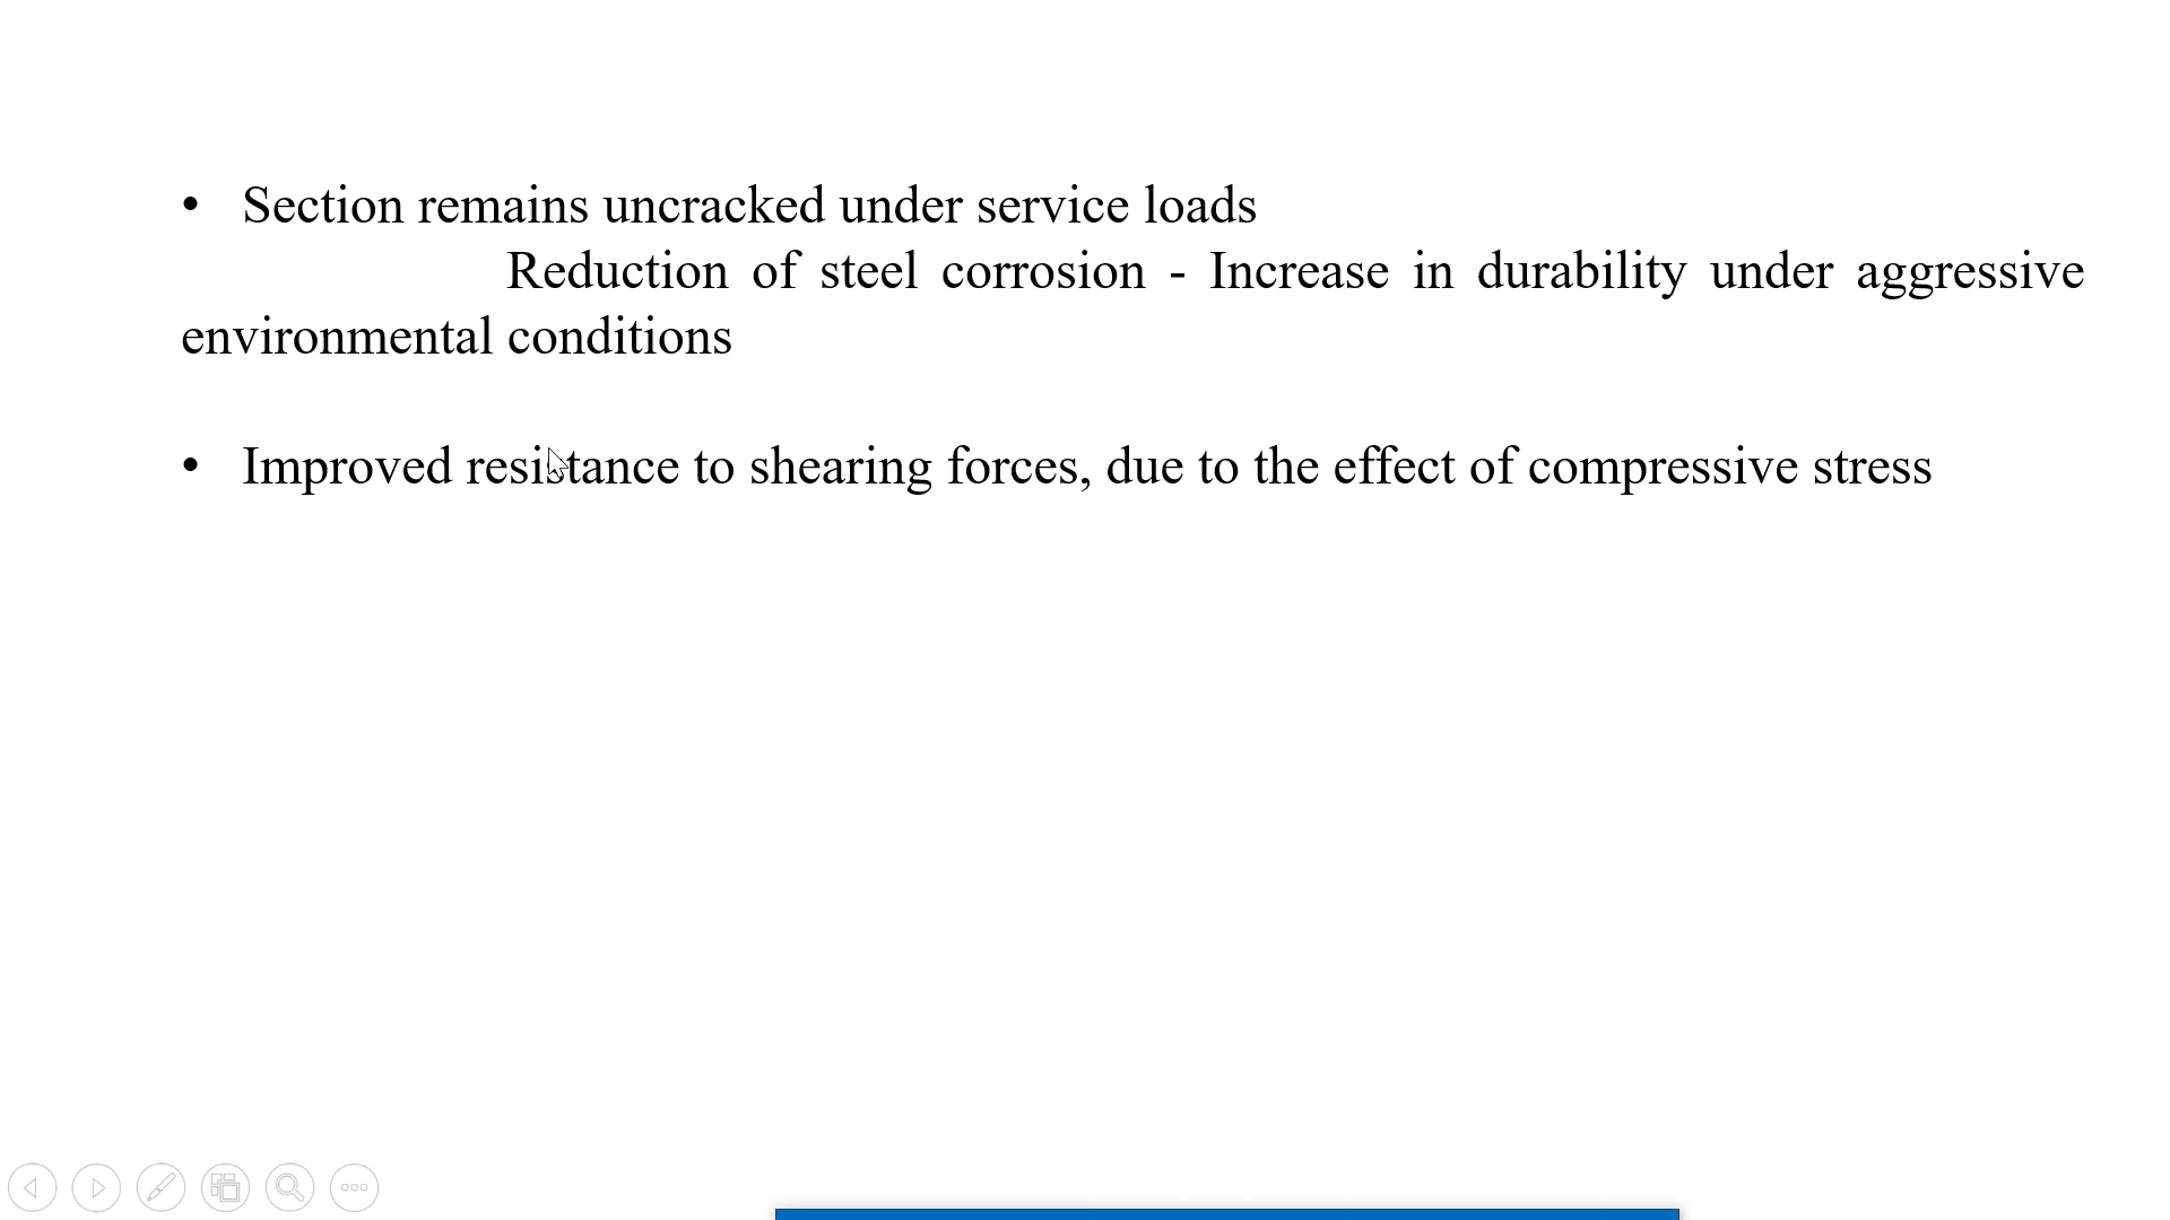 • Section remains uncracked under service loads
Reduction of steel corrosion - Increase in durability under aggressive
environmental conditions
• Improved resistance to shearing forces, due to the effect of compressive stress